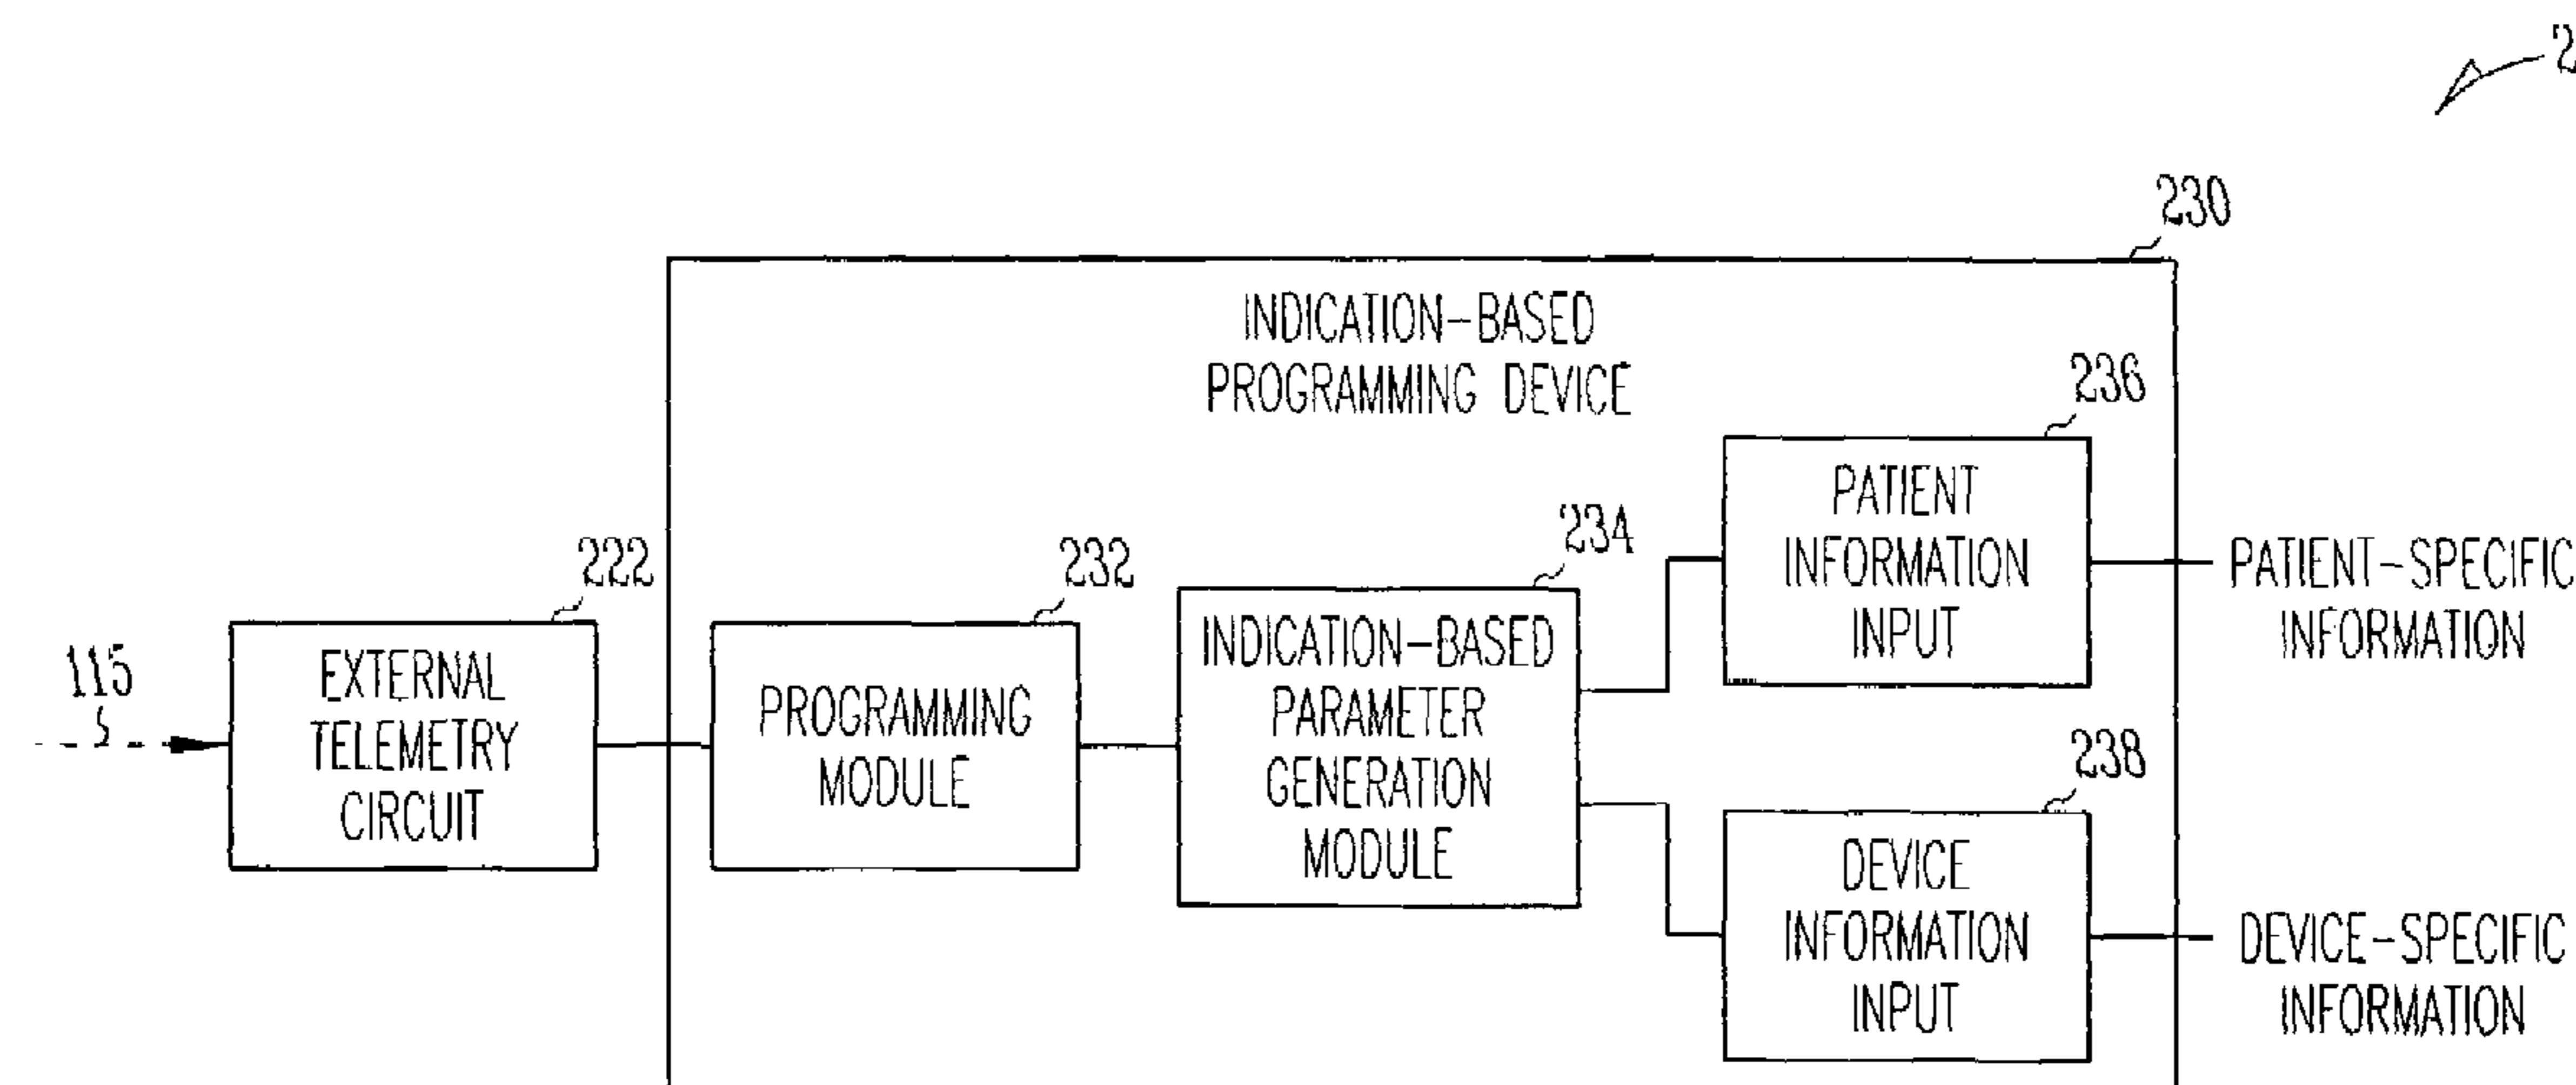 230
INDICATION-BASED
PROGRAMMING DEVICE
236
PATIENT
INFORMATION
INPUT
PATIENT-SPECIFIC
INFORMATION
234
INDICATION-BASED
PARAMETER
GENERATION
MODULE
222
232
115
EXTERNAL
TELEMETRY
CIRCUIT
PROGRAMMING
MODULE
238
DEVICE
INFORMATION
INPUT
DEVICE-SPECIFIC
INFORMATION